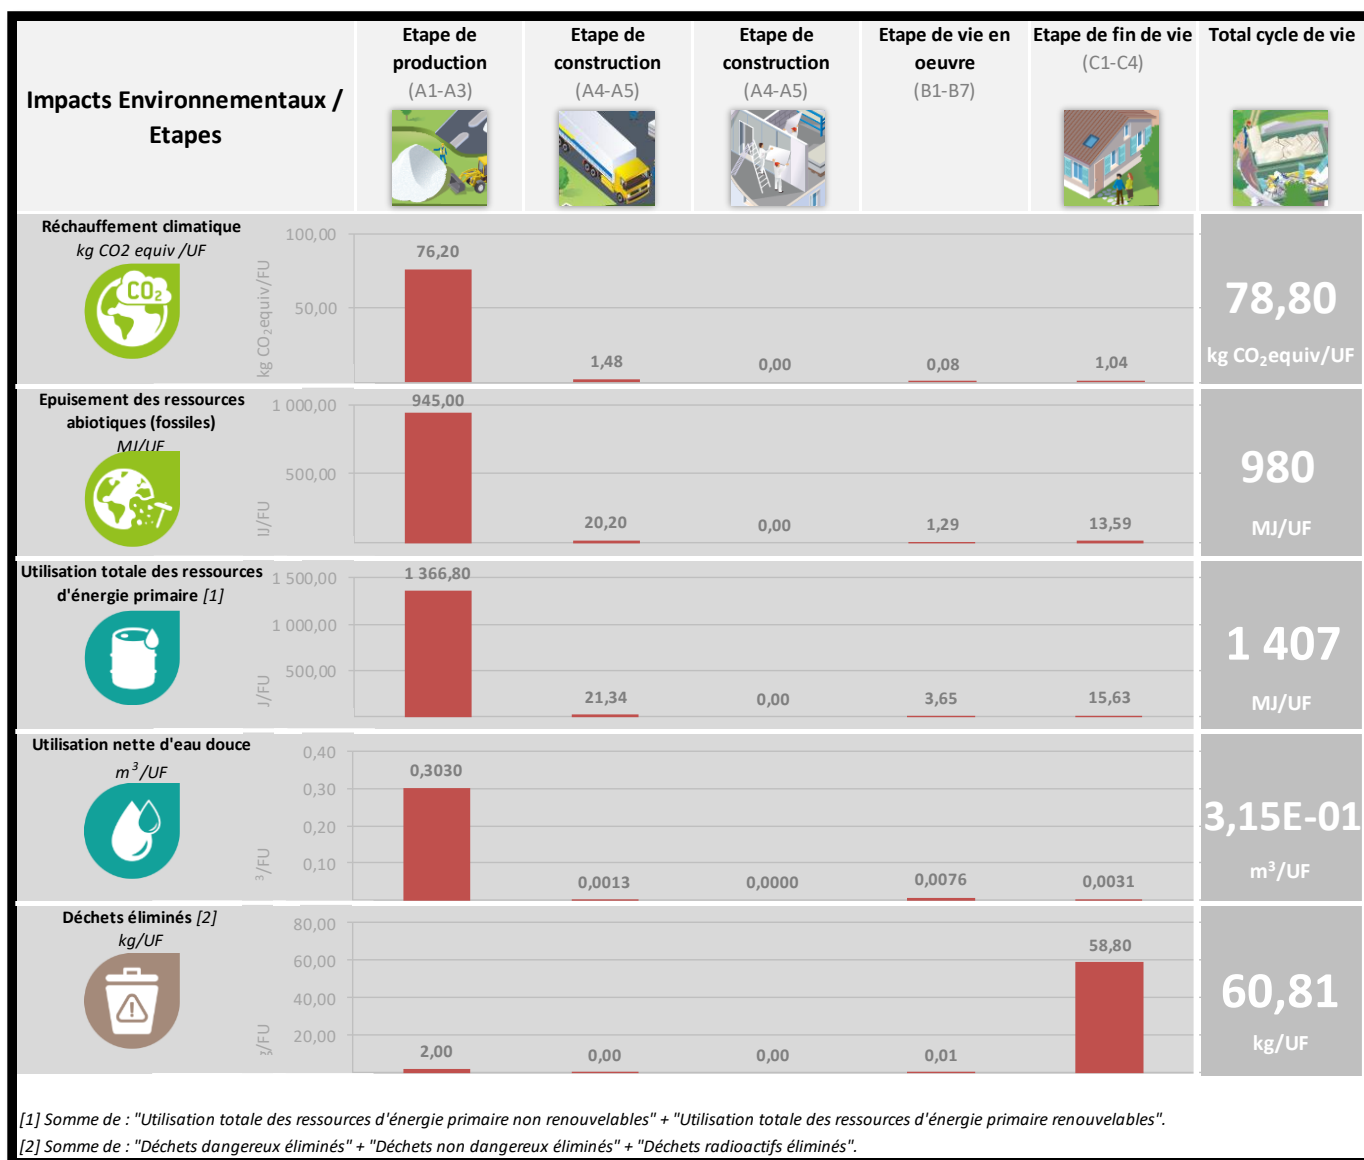 Impacts Environnementaux /
Etapes
Etape de
production
(A1-A3)
Etape de
construction
(A4-A5)
Etape de
construction
(A4-A5)
Etape de vie en
oeuvre
(B1-B7)
Etape de fin de vie
(C1-C4)
Total cycle de vie
Réchauffement climatique
kg CO2 equiv /UF
CO₂
kg CO₂equiv/FU
100,00
50,00
76,20
1,48
0,00
0,08
1,04
78,80
kg CO₂equiv/UF
Epuisement des ressources
abiotiques (fossiles)
MJ/UF
J/FU
1 000,00
500,00
945,00
20,20
0,00
1,29
13,59
980
MJ/UF
Utilisation totale des ressources
d'énergie primaire [1]
J/FU
1 500,00
1 000,00
500,00
1 366,80
21,34
0,00
3,65
15,63
1 407
MJ/UF
Utilisation nette d'eau douce
m³/UF
³/FU
0,40
0,30
0,20
0,10
0,3030
0,0013
0,0000
0,0076
0,0031
3,15E-01
m³/UF
Déchets éliminés [2]
kg/UF
/FU
80,00
60,00
40,00
20,00
2,00
0,00
0,00
0,01
58,80
60,81
kg/UF
[1] Somme de : "Utilisation totale des ressources d'énergie primaire non renouvelables" + "Utilisation totale des ressources d'énergie primaire renouvelables".
[2] Somme de : "Déchets dangereux éliminés" + "Déchets non dangereux éliminés" + "Déchets radioactifs éliminés".